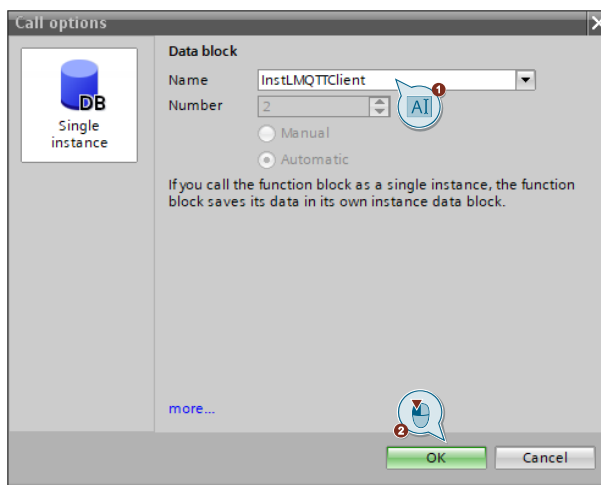 Call options
DB
Single
instance
Data block
Name
InstLMQTTClient
AI
1
Number
2
Manual
Automatic
If you call the function block as a single instance, the function
block saves its data in its own instance data block.
more...
2
OK
Cancel